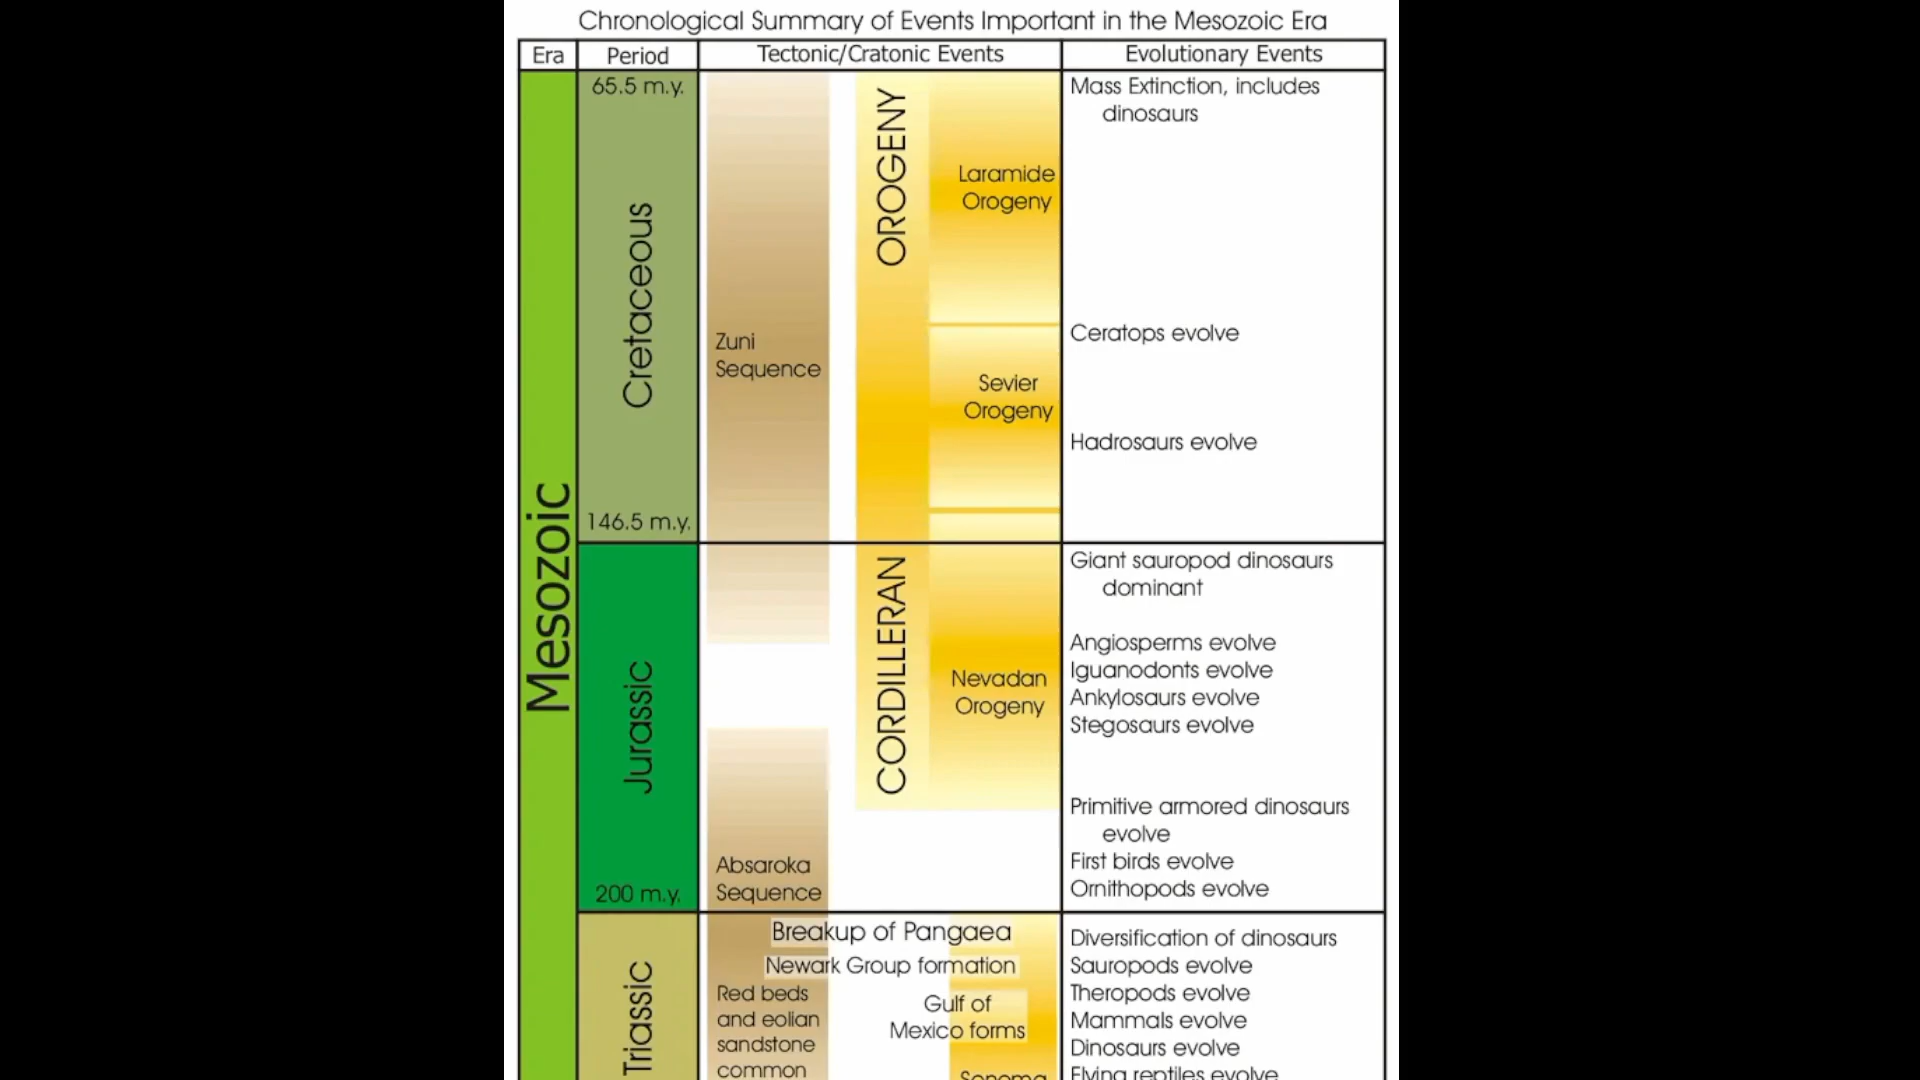 Chronological Summary of Events Important in the Mesozoic Era
Era
Period
Tectonic/Cratonic Events
Evolutionary Events
Mesozoic
65.5 m.y.
Cretaceous
146.5 m.y.
Jurassic
200 m.y.
Triassic
Zuni
Sequence
Absaroka
Sequence
Breakup of Pangaea
Newark Group formation
Red beds
and eolian
sandstone
common
Gulf of
Mexico forms
CORDILLERAN
OROGENY
Laramide
Orogeny
Sevier
Orogeny
Nevadan
Orogeny
Sonoma
Mass Extinction, includes
dinosaurs
Ceratops evolve
Hadrosaurs evolve
Giant sauropod dinosaurs
dominant
Angiosperms evolve
Iguanodonts evolve
Ankylosaurs evolve
Stegosaurs evolve
Primitive armored dinosaurs
evolve
First birds evolve
Ornithopods evolve
Diversification of dinosaurs
Sauropods evolve
Theropods evolve
Mammals evolve
Dinosaurs evolve
Flying reptiles evolve